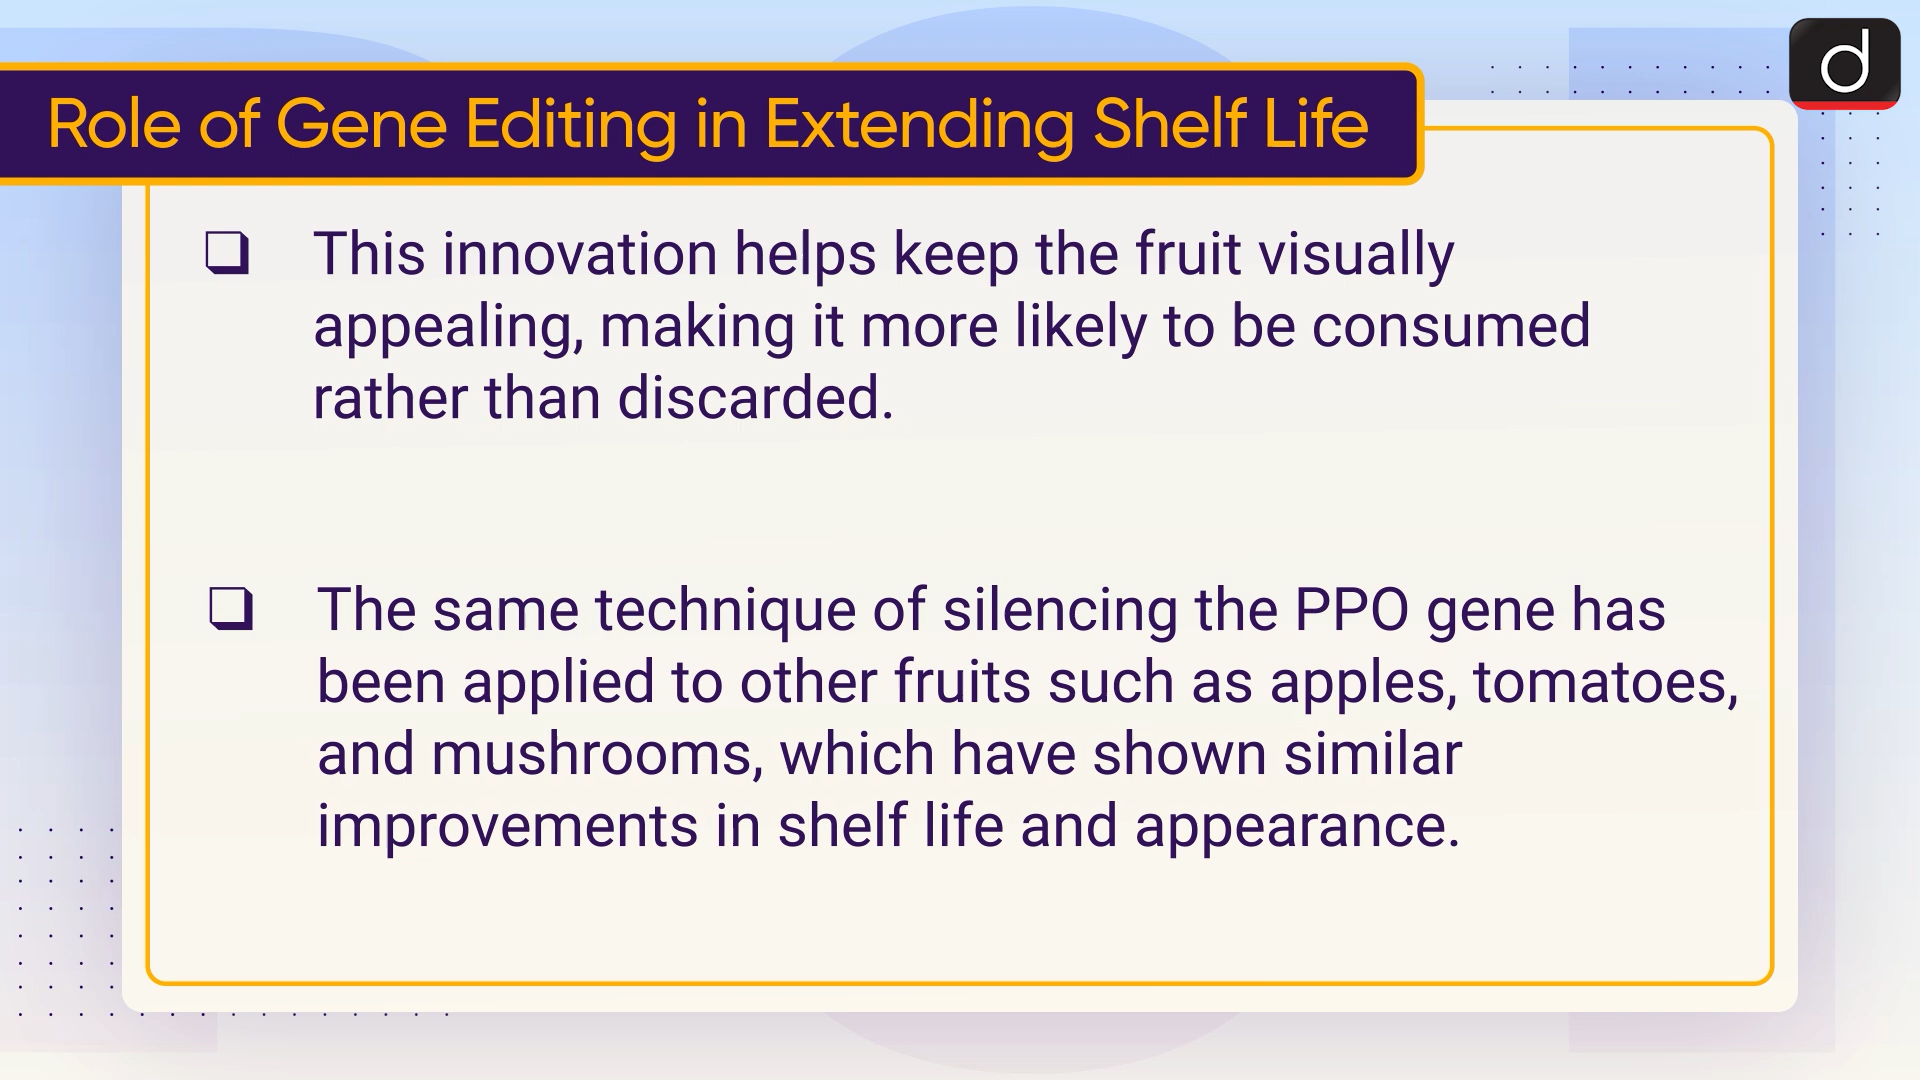 Role of Gene Editing in Extending Shelf Life
d
❑ This innovation helps keep the fruit visually
appealing, making it more likely to be consumed
rather than discarded.
❑ The same technique of silencing the PPO gene has
been applied to other fruits such as apples, tomatoes,
and mushrooms, which have shown similar
improvements in shelf life and appearance.